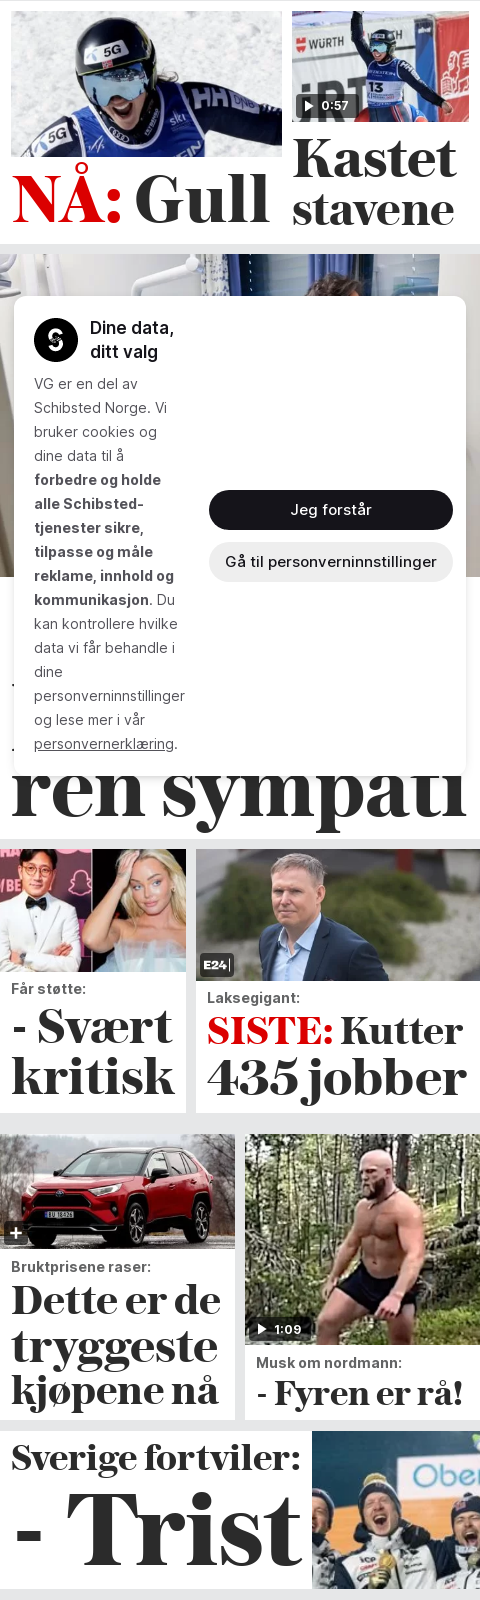 5G
HH
DNB
skt
5G
WÜRTH
13
0:57
NÅ: Gull
Kastet
stavene
Dine data,
ditt valg
VG er en del av
Schibsted Norge. Vi
bruker cookies og
dine data til å
forbedre og holde
alle Schibsted-
tjenester sikre,
tilpasse og måle
reklame, innhold og
kommunikasjon. Du
kan kontrollere hvilke
data vi får behandle i
dine
personverninnstillinger
og lese mer i vår
personvernerklæring.
Jeg forstår
Gå til personverninnstillinger
ren sympati
E24
Får støtte:
- Svært
kritisk
Laksegigant:
SISTE: Kutter
435 jobber
Bruktprisene raser:
Dette er de
tryggeste
kjøpene nå
1:09
Musk om nordmann:
- Fyren er rå!
Sverige fortviler:
- Trist
Ober